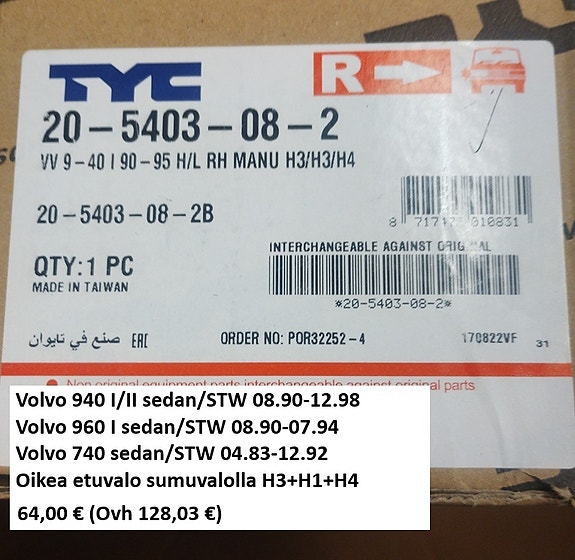 TYC
R
20-5403-08-2
VV 9-40 I 90-95 H/L RH MANU H3/H3/H4
20-5403-08-2B
8 010831
INTERCHANGEABLE AGAINST
QTY:1 PC
MADE IN TAIWAN
*20-5403-08-2*
صنع في تايوان EAC
ORDER NO: POR32252-4
170822VF
31
Non original equipment parts interchangeable against original parts
Volvo 940 I/II sedan/STW 08.90-12.98
Volvo 960 I sedan/STW 08.90-07.94
Volvo 740 sedan/STW 04.83-12.92
Oikea etuvalo sumuvalolla H3+H1+H4
64,00 € (Ovh 128,03 €)